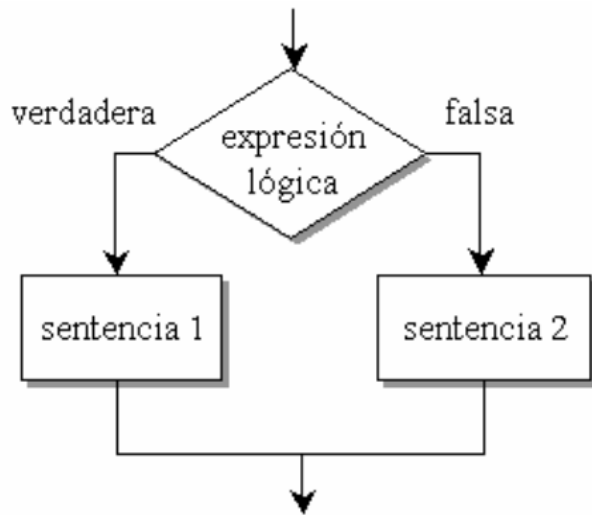 verdadera
falsa
expresión
lógica
sentencia 1
sentencia 2